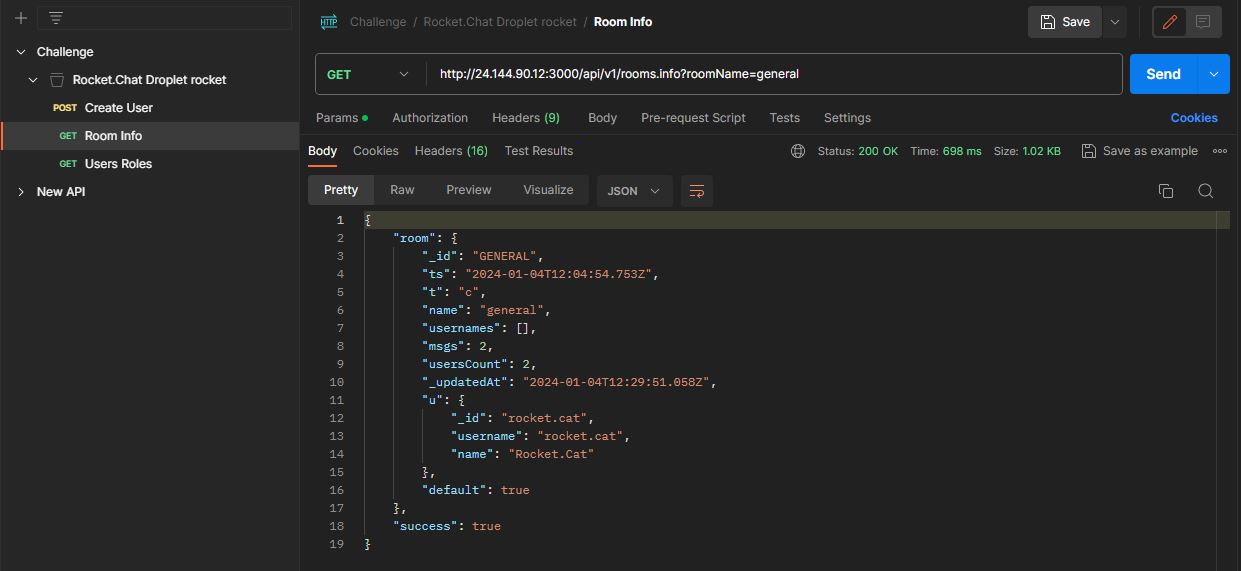 Challenge / Rocket.Chat Droplet rocket / Room Info
Save
Challenge
Rocket.Chat Droplet rocket
POST Create User
GET Room Info
GET Users Roles
New API
HTTP
GET http://24.144.90.12:3000/api/v1/rooms.info?roomName=general Send
Params Authorization Headers (9) Body Pre-request Script Tests Settings Cookies
Body Cookies Headers (16) Test Results Status: 200 OK Time: 698 ms Size: 1.02 KB Save as example
Pretty Raw Preview Visualize JSON
1 {
2 "room": {
3 "_id": "GENERAL",
4 "ts": "2024-01-04T12:04:54.753Z",
5 "t": "c",
6 "name": "general",
7 "usernames": [],
8 "msgs": 2,
9 "usersCount": 2,
10 "_updatedAt": "2024-01-04T12:29:51.058Z",
11 "u": {
12 "_id": "rocket.cat",
13 "username": "rocket.cat",
14 "name": "Rocket.Cat"
15 },
16 "default": true
17 },
18 "success": true
19 }